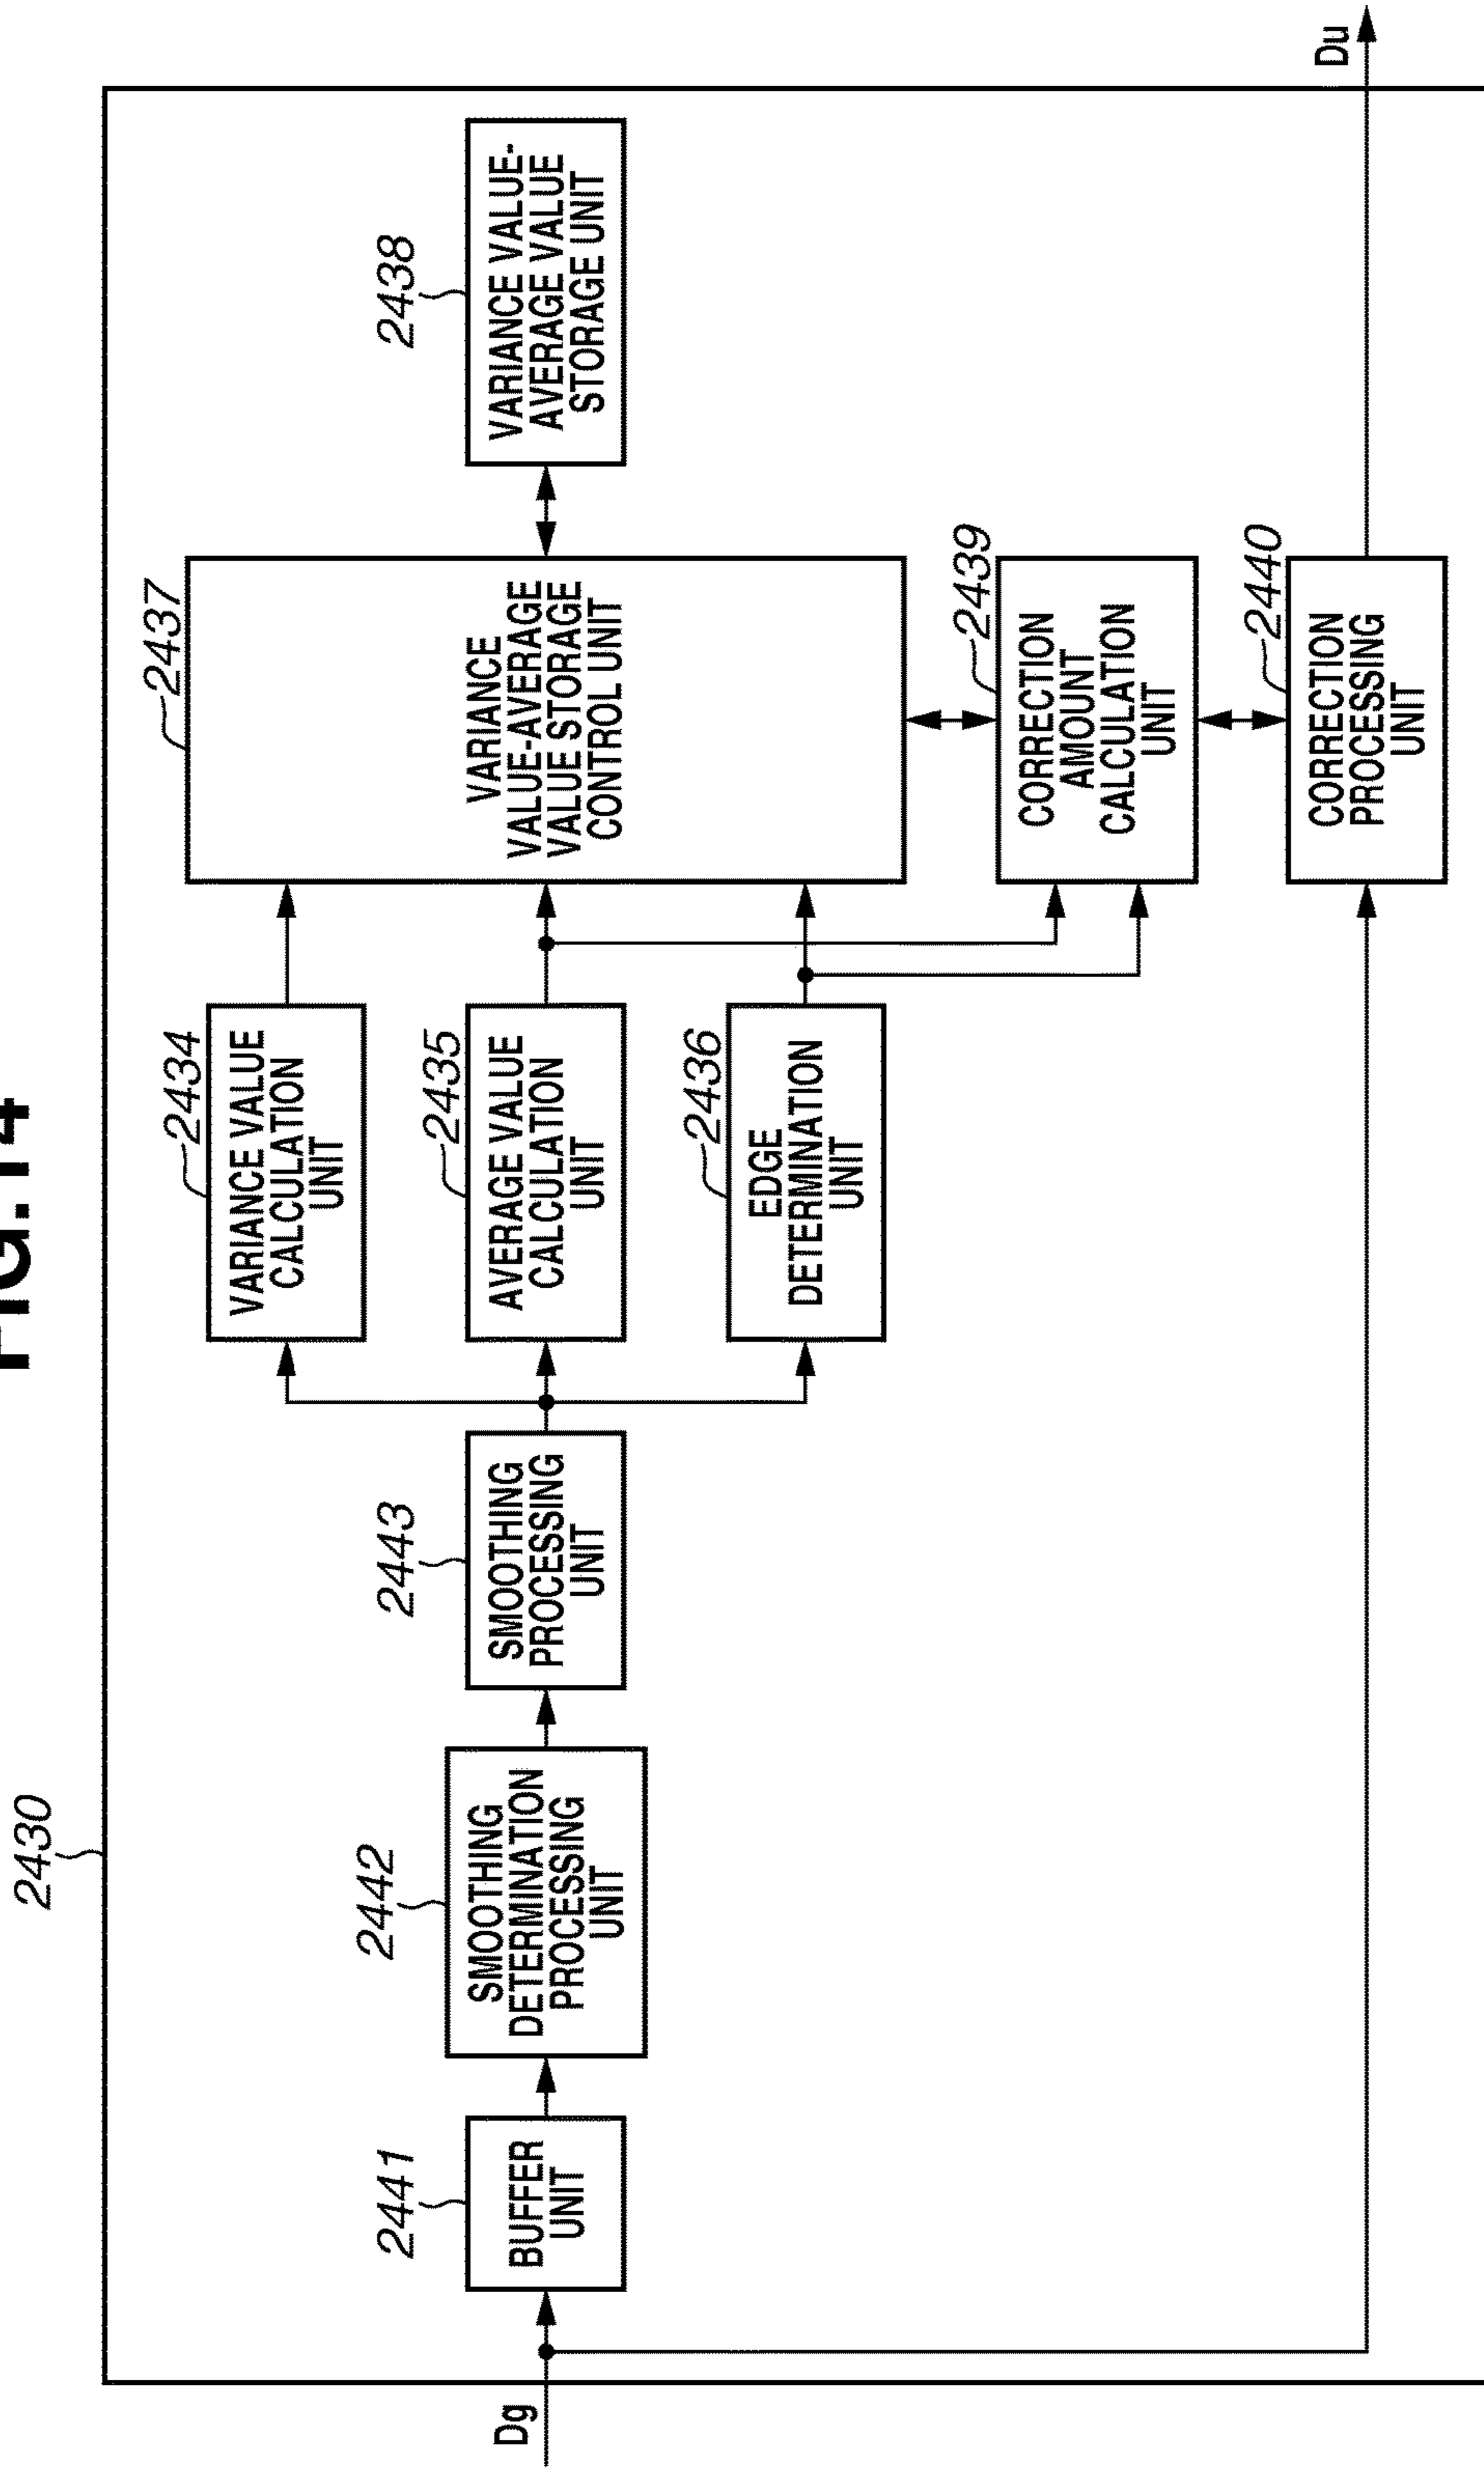 FIG.14
2430
Dg
2441
BUFFER
UNIT
2442
SMOOTHING
DETERMINATION
PROCESSING
UNIT
2443
SMOOTHING
PROCESSING
UNIT
2434
VARIANCE VALUE
CALCULATION
UNIT
2435
AVERAGE VALUE
CALCULATION
UNIT
2436
EDGE
DETERMINATION
UNIT
2437
VARIANCE
VALUE-AVERAGE
VALUE STORAGE
CONTROL UNIT
2438
VARIANCE VALUE-
AVERAGE VALUE
STORAGE UNIT
2439
CORRECTION
AMOUNT
CALCULATION
UNIT
2440
CORRECTION
PROCESSING
UNIT
Du